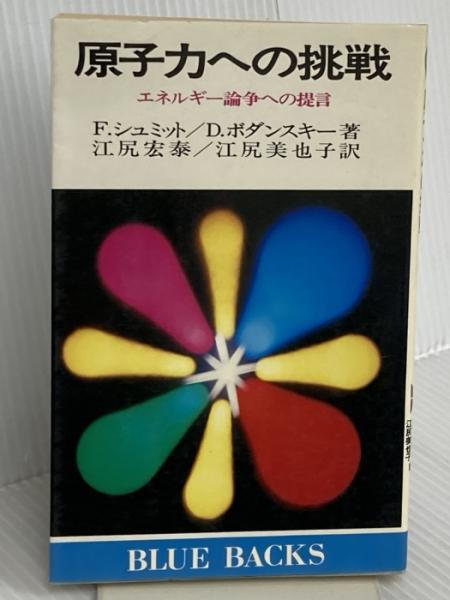 原子力への挑戦
エネルギー論争への提言
F.シュミット／D.ボダンスキー著
江尻宏泰／江尻美也子訳
BLUE BACKS